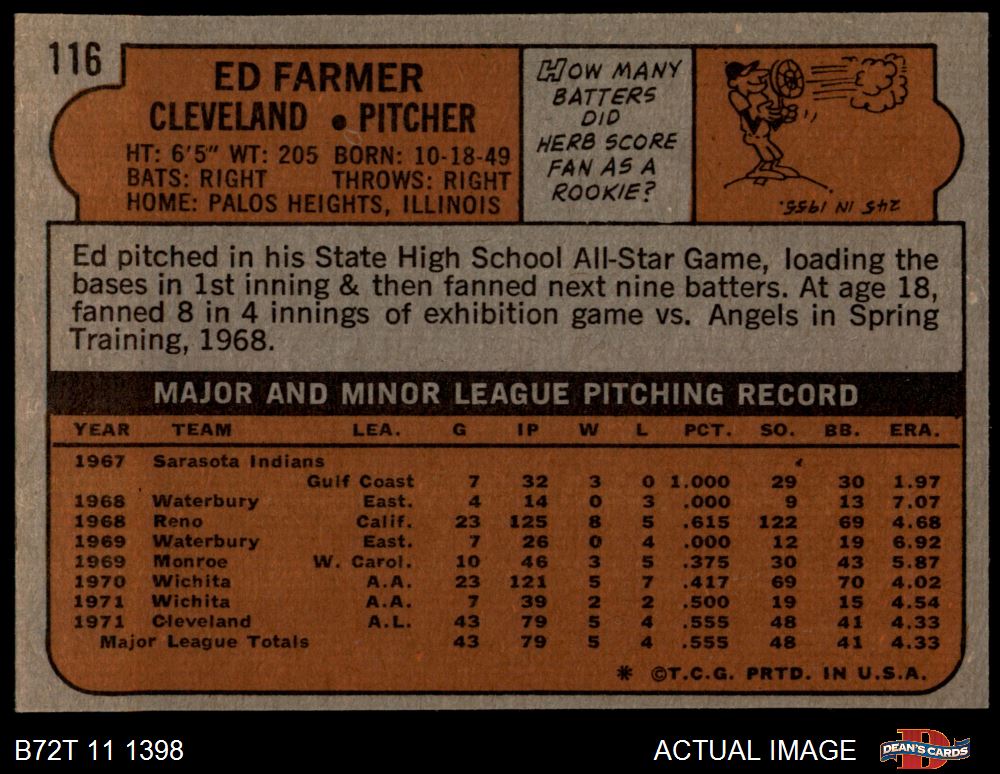 116
ED FARMER
CLEVELAND • PITCHER
HT: 6'5" WT: 205 BORN: 10-18-49
BATS: RIGHT THROWS: RIGHT
HOME: PALOS HEIGHTS, ILLINOIS
HOW MANY
BATTERS
DID
HERB SCORE
FAN AS A
ROOKIE?
245 IN 1955.
Ed pitched in his State High School All-Star Game, loading the
bases in 1st inning & then fanned next nine batters. At age 18,
fanned 8 in 4 innings of exhibition game vs. Angels in Spring
Training, 1968.
MAJOR AND MINOR LEAGUE PITCHING RECORD
YEAR TEAM LEA. G IP W L PCT. SO. BB. ERA.
1967 Sarasota Indians
Gulf Coast 7 32 3 0 1.000 29 30 1.97
1968 Waterbury East. 4 14 0 3 .000 9 13 7.07
1968 Reno Calif. 23 125 8 5 .615 122 69 4.68
1969 Waterbury East. 7 26 0 4 .000 12 19 6.92
1969 Monroe W. Carol. 10 46 3 5 .375 30 43 5.87
1970 Wichita A.A. 23 121 5 7 .417 69 70 4.02
1971 Wichita A.A. 7 39 2 2 .500 19 15 4.54
1971 Cleveland A.L. 43 79 5 4 .555 48 41 4.33
Major League Totals 43 79 5 4 .555 48 41 4.33
* ©T.C.G. PRTD. IN U.S.A.
B72T 11 1398
ACTUAL IMAGE
DEAN'S CARDS